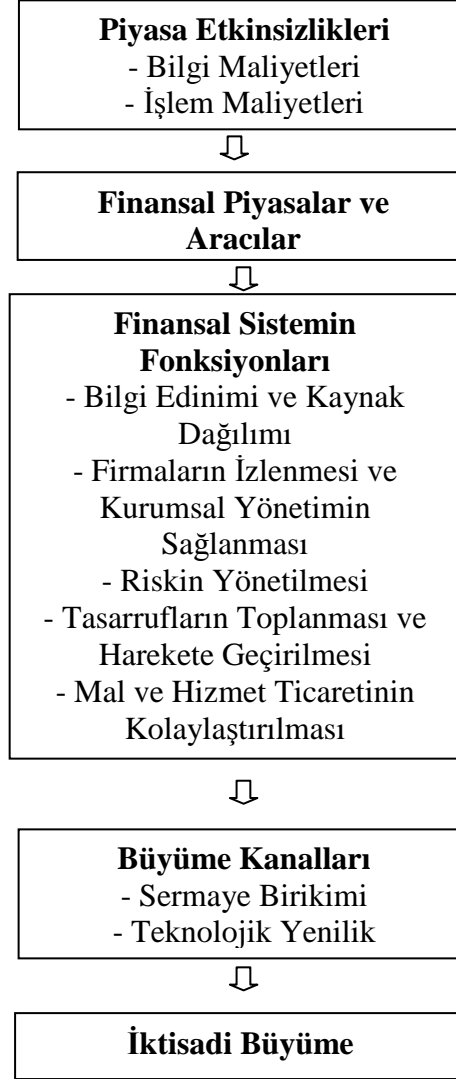 Piyasa Etkinsizlikleri
- Bilgi Maliyetleri
- İşlem Maliyetleri
Finansal Piyasalar ve
Aracılar
Finansal Sistemin
Fonksiyonları
- Bilgi Edinimi ve Kaynak
Dağılımı
- Firmaların İzlenmesi ve
Kurumsal Yönetimin
Sağlanması
- Riskin Yönetilmesi
- Tasarrufların Toplanması ve
Harekete Geçirilmesi
- Mal ve Hizmet Ticaretinin
Kolaylaştırılması
Büyüme Kanalları
- Sermaye Birikimi
- Teknolojik Yenilik
İktisadi Büyüme